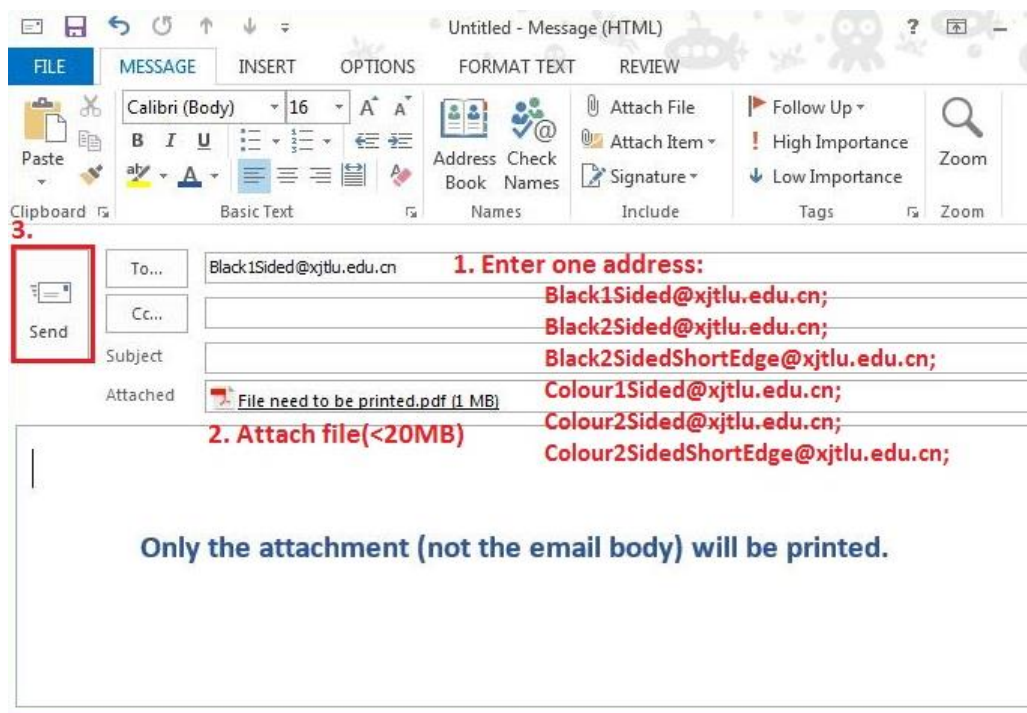 Untitled - Message (HTML)
?
FILE MESSAGE INSERT OPTIONS FORMAT TEXT REVIEW
Calibri (Body) 16 A A
Attach File
Follow Up
B I U
Attach Item
High Importance
Paste
Address Book
Check Names
Zoom
aby A
Signature
Low Importance
Clipboard Basic Text Names Include Tags Zoom
3.
Send
To... Black1Sided@xjtlu.edu.cn
Cc...
Subject
Attached File need to be printed.pdf (1 MB)
1. Enter one address:
Black1Sided@xjtlu.edu.cn;
Black2Sided@xjtlu.edu.cn;
Black2SidedShortEdge@xjtlu.edu.cn;
Colour1Sided@xjtlu.edu.cn;
Colour2Sided@xjtlu.edu.cn;
Colour2SidedShortEdge@xjtlu.edu.cn;
2. Attach file(<20MB)
Only the attachment (not the email body) will be printed.